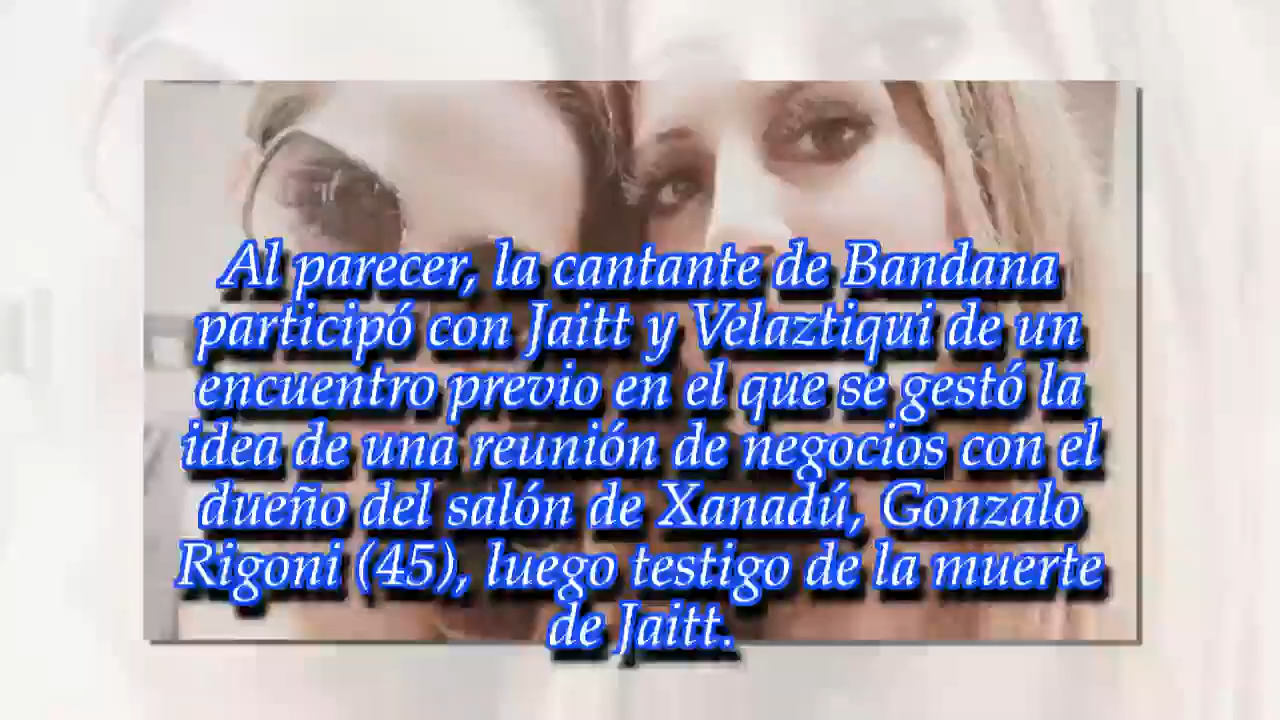 Al parecer, la cantante de Bandana
participó con Jaitt y Velaztiqui de un
encuentro previo en el que se gestó la
idea de una reunión de negocios con el
dueño del salón de Xanadú, Gonzalo
Rigoni (45), luego testigo de la muerte
de Jaitt.